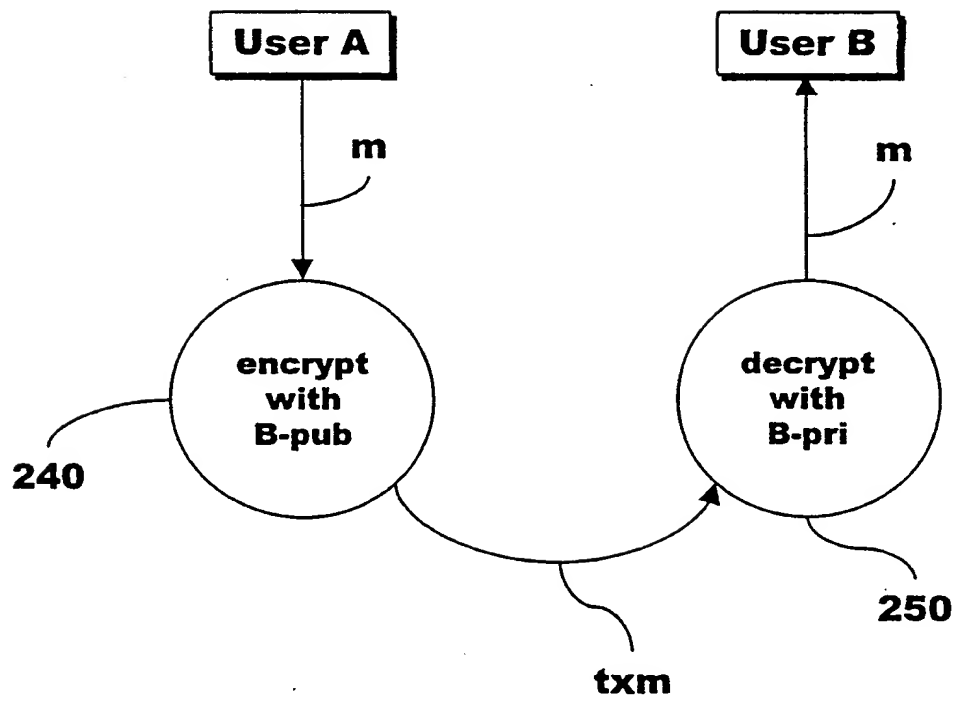 User A
User B
m
m
encrypt
with
B-pub
decrypt
with
B-pri
240
250
txm